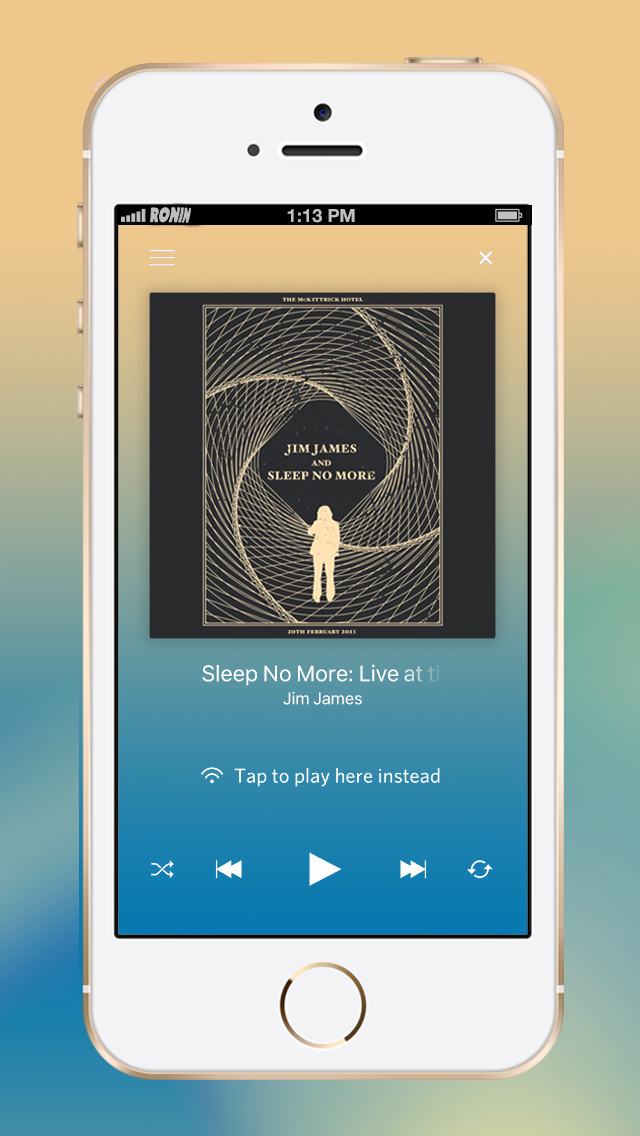 RONIN 1:13 PM
THE McKITTRICK HOTEL
JIM JAMES
AND
SLEEP NO MORE
20TH FEBRUARY 2013
Sleep No More: Live at th
Jim James
Tap to play here instead